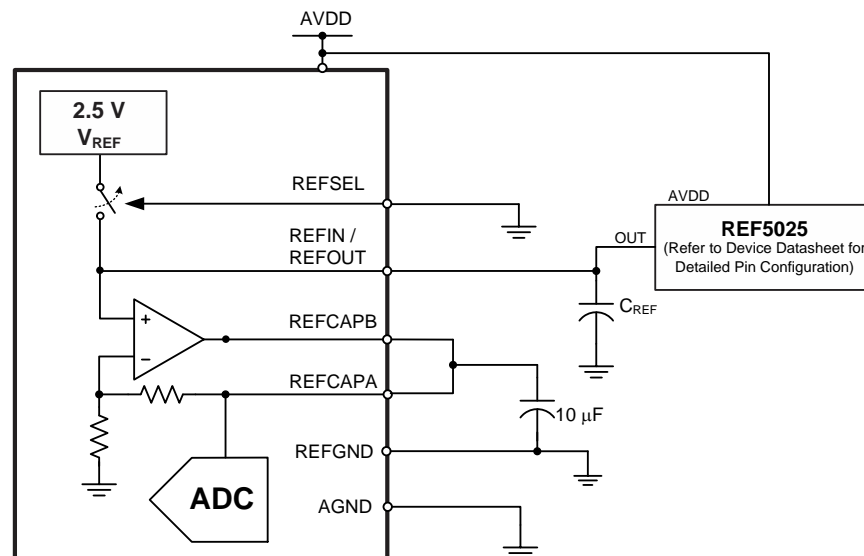 AVDD
2.5 V
VREF
REFSEL
REFIN /
REFOUT
AVDD
OUT
REF5025
(Refer to Device Datasheet for
Detailed Pin Configuration)
CREF
+
−
REFCAPB
REFCAPA
10 μF
REFGND
ADC
AGND